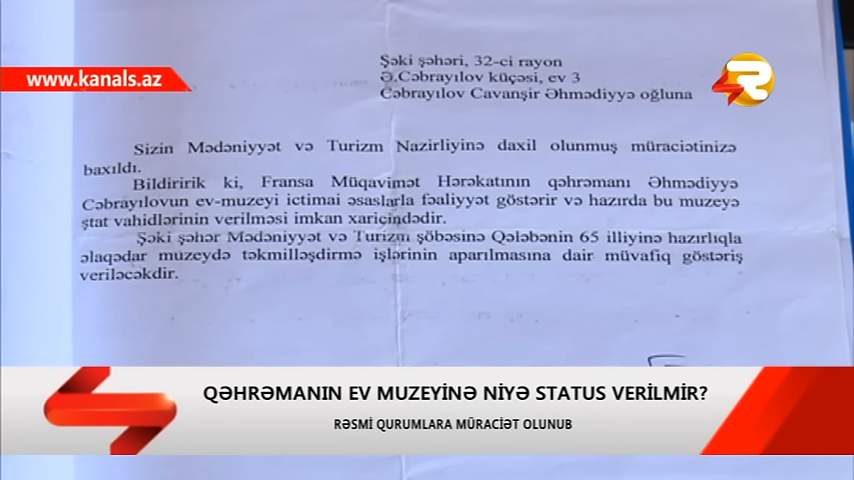 Şəki şəhəri, 32-ci rayon
Ə.Cəbrayılov küçəsi, ev 3
Cəbrayılov Cavanşir Əhmədiyyə oğluna
www.kanals.az
Sizin Mədəniyyət və Turizm Nazirliyinə daxil olunmuş müraciətinizə
baxıldı.
Bildiririk ki, Fransa Müqavimət Hərəkatının qəhrəmanı Əhmədiyyə
Cəbrayılovun ev-muzeyi ictimai əsaslarla fəaliyyət göstərir və hazırda bu muzeyə
ştat vahidlərinin verilməsi imkan xaricindədir.
Şəki şəhər Mədəniyyət və Turizm şöbəsinə Qələbənin 65 illiyinə hazırlıqla
əlaqədar muzeydə təkmilləşdirmə işlərinin aparılmasına dair müvafiq göstəriş
veriləcəkdir.
QƏHRƏMANIN EV MUZEYİNƏ NİYƏ STATUS VERİLMİR?
RƏSMİ QURUMLARA MÜRACİƏT OLUNUB